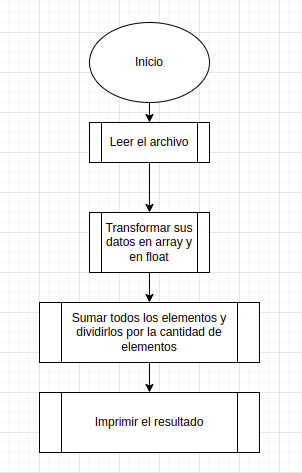 Inicio
Leer el archivo
Transformar sus
datos en array y
en float
Sumar todos los elementos y
dividirlos por la cantidad de
elementos
Imprimir el resultado